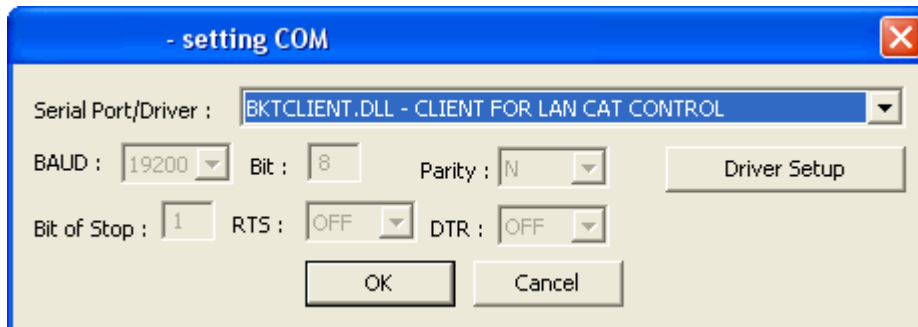 - setting COM
Serial Port/Driver : BKTCLIENT.DLL - CLIENT FOR LAN CAT CONTROL
BAUD : 19200 Bit : 8 Parity : N Driver Setup
Bit of Stop : 1 RTS : OFF DTR : OFF
OK Cancel